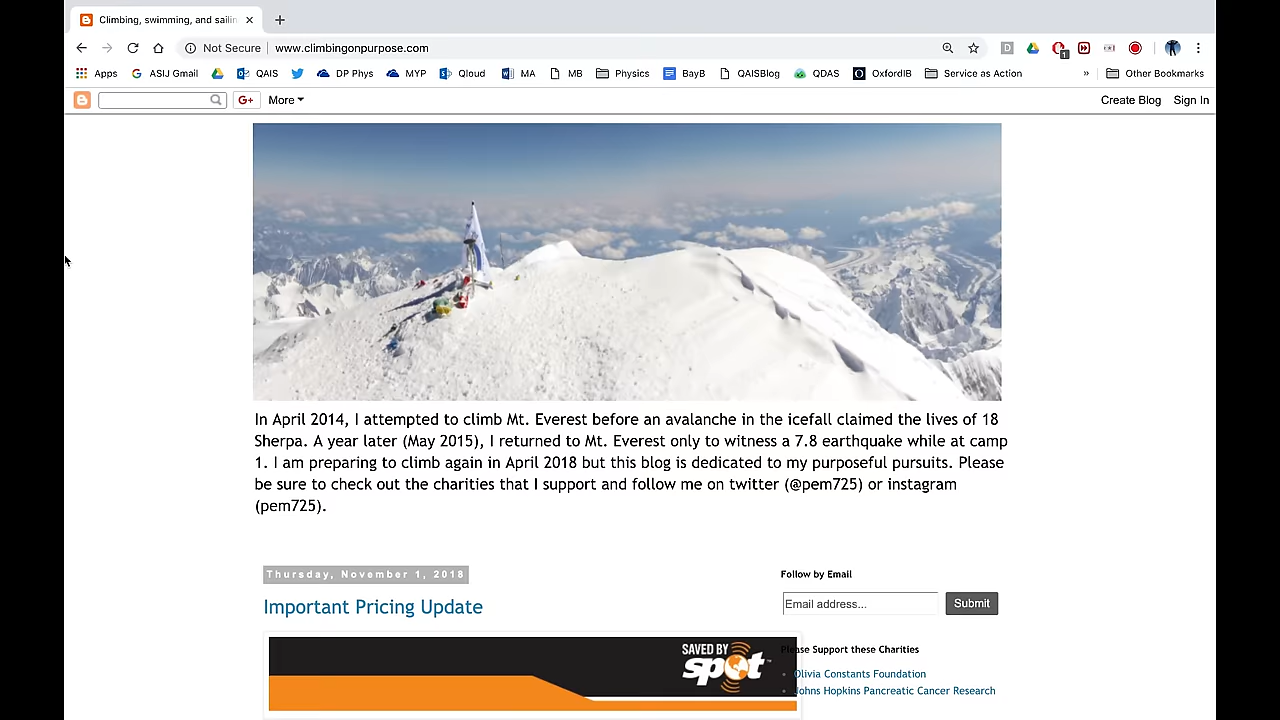 Climbing, swimming, and sailin
Not Secure | www.climbingonpurpose.com
1
Apps ASIJ Gmail QAIS DP Phys MYP Qloud MA MB Physics BayB QAISBlog QDAS OxfordIB Service as Action » Other Bookmarks
G+ More Create Blog Sign In
In April 2014, I attempted to climb Mt. Everest before an avalanche in the icefall claimed the lives of 18
Sherpa. A year later (May 2015), I returned to Mt. Everest only to witness a 7.8 earthquake while at camp
1. I am preparing to climb again in April 2018 but this blog is dedicated to my purposeful pursuits. Please
be sure to check out the charities that I support and follow me on twitter (@pem725) or instagram
(pem725).
Thursday, November 1, 2018
Important Pricing Update
SAVED BY
spot
Follow by Email
Email address...
Submit
Please Support these Charities
Olivia Constants Foundation
Johns Hopkins Pancreatic Cancer Research